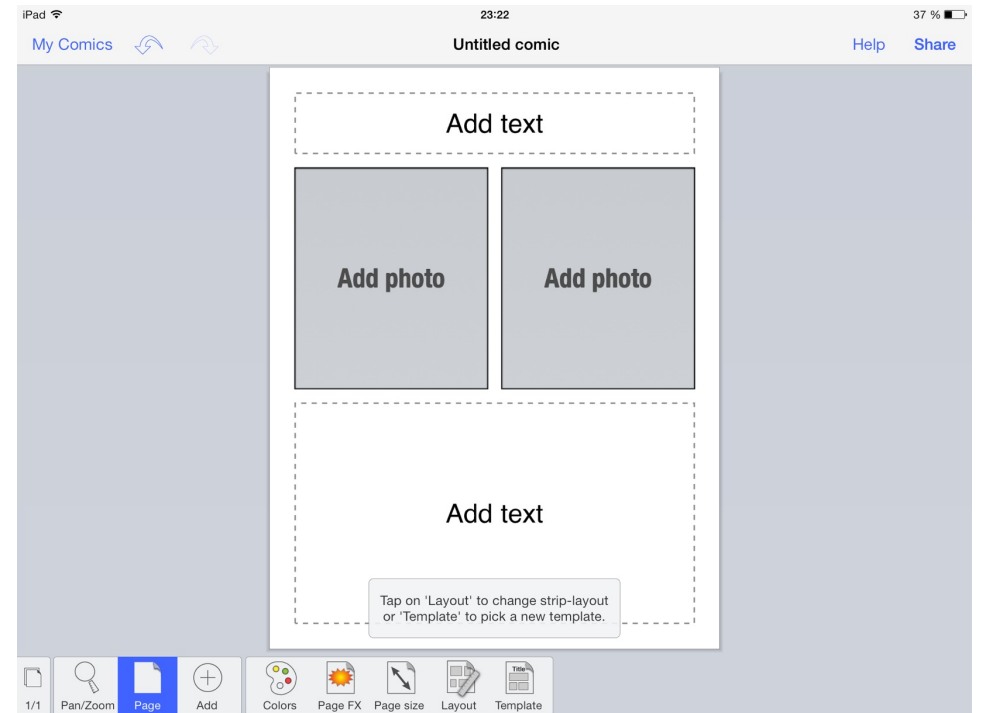 iPad 23:22 37 %
My Comics Untitled comic Help Share
Add text
Add photo Add photo
Add text
Tap on 'Layout' to change strip-layout
or 'Template' to pick a new template.
Title
1/1 Pan/Zoom Page Add Colors Page FX Page size Layout Template